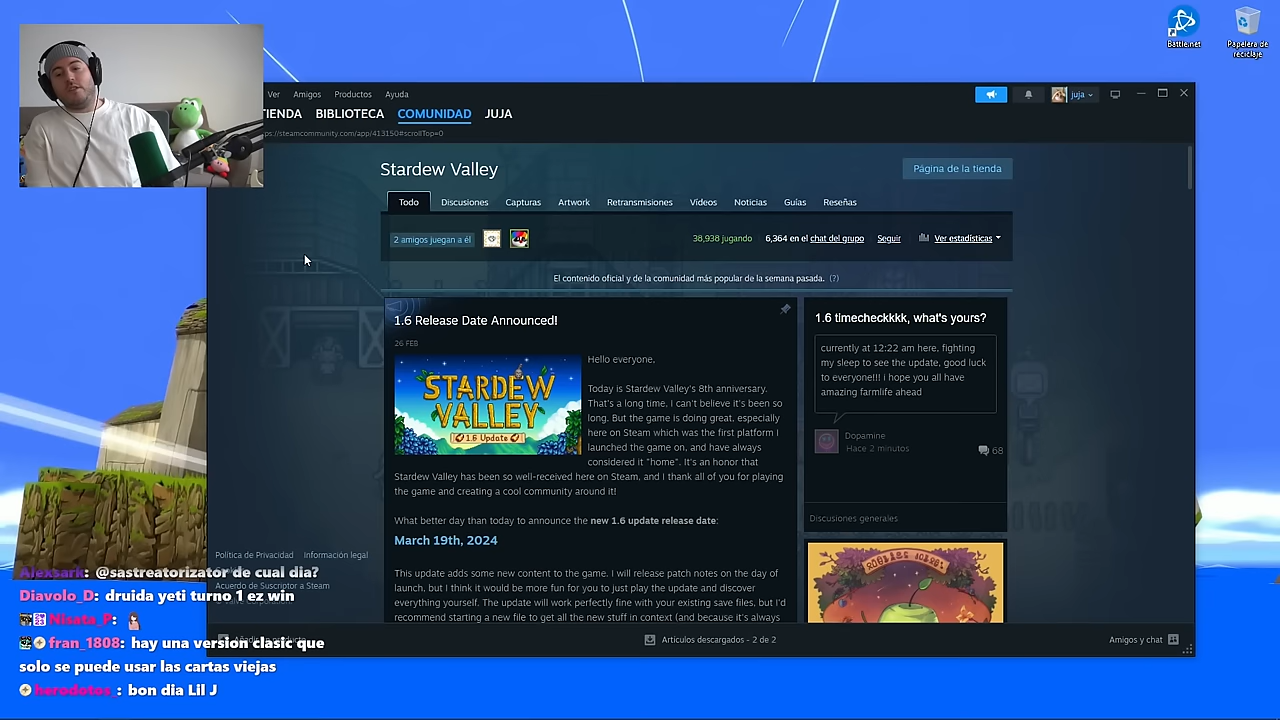 Battle.net
Papelera de
reciclaje
Ver Amigos Productos Ayuda
juja
TIENDA BIBLIOTECA COMUNIDAD JUJA
ps://steamcommunity.com/app/413150#scrollTop=0
Stardew Valley
Página de la tienda
Todo Discusiones Capturas Artwork Retransmisiones Vídeos Noticias Guías Reseñas
2 amigos juegan a él
38,938 jugando 6,364 en el chat del grupo Seguir Ver estadísticas
El contenido oficial y de la comunidad más popular de la semana pasada. (?)
1.6 Release Date Announced!
26 FEB
STARDEW
VALLEY
1.6 Update
Hello everyone,
Today is Stardew Valley's 8th anniversary.
That's a long time. I can't believe it's been so
long. But the game is doing great, especially
here on Steam which was the first platform I
launched the game on, and have always
considered it "home". It's an honor that
Stardew Valley has been so well-received here on Steam, and I thank all of you for playing
the game and creating a cool community around it!
What better day than today to announce the new 1.6 update release date:
March 19th, 2024
This update adds some new content to the game. I will release patch notes on the day of
launch, but I think it would be more fun for you to just play the update and discover
everything yourself. The update will work perfectly fine with your existing save files, but I'd
recommend starting a new file to get all the new stuff in context (and because it's always
1.6 timecheckkkk, what's yours?
currently at 12:22 am here, fighting
my sleep to see the update, good luck
to everyone!!! i hope you all have
amazing farmlife ahead
Dopamine
Hace 2 minutos
68
Discusiones generales
Política de Privacidad Información legal
Acuerdo de Suscriptor a Steam
Artículos descargados - 2 de 2
Amigos y chat
Alexsark: @sastreatorizator de cual dia?
Diavolo_D: druida yeti turno 1 ez win
Nisata_P:
fran_1808: hay una version clasic que
solo se puede usar las cartas viejas
herodotos_: bon dia Lil J